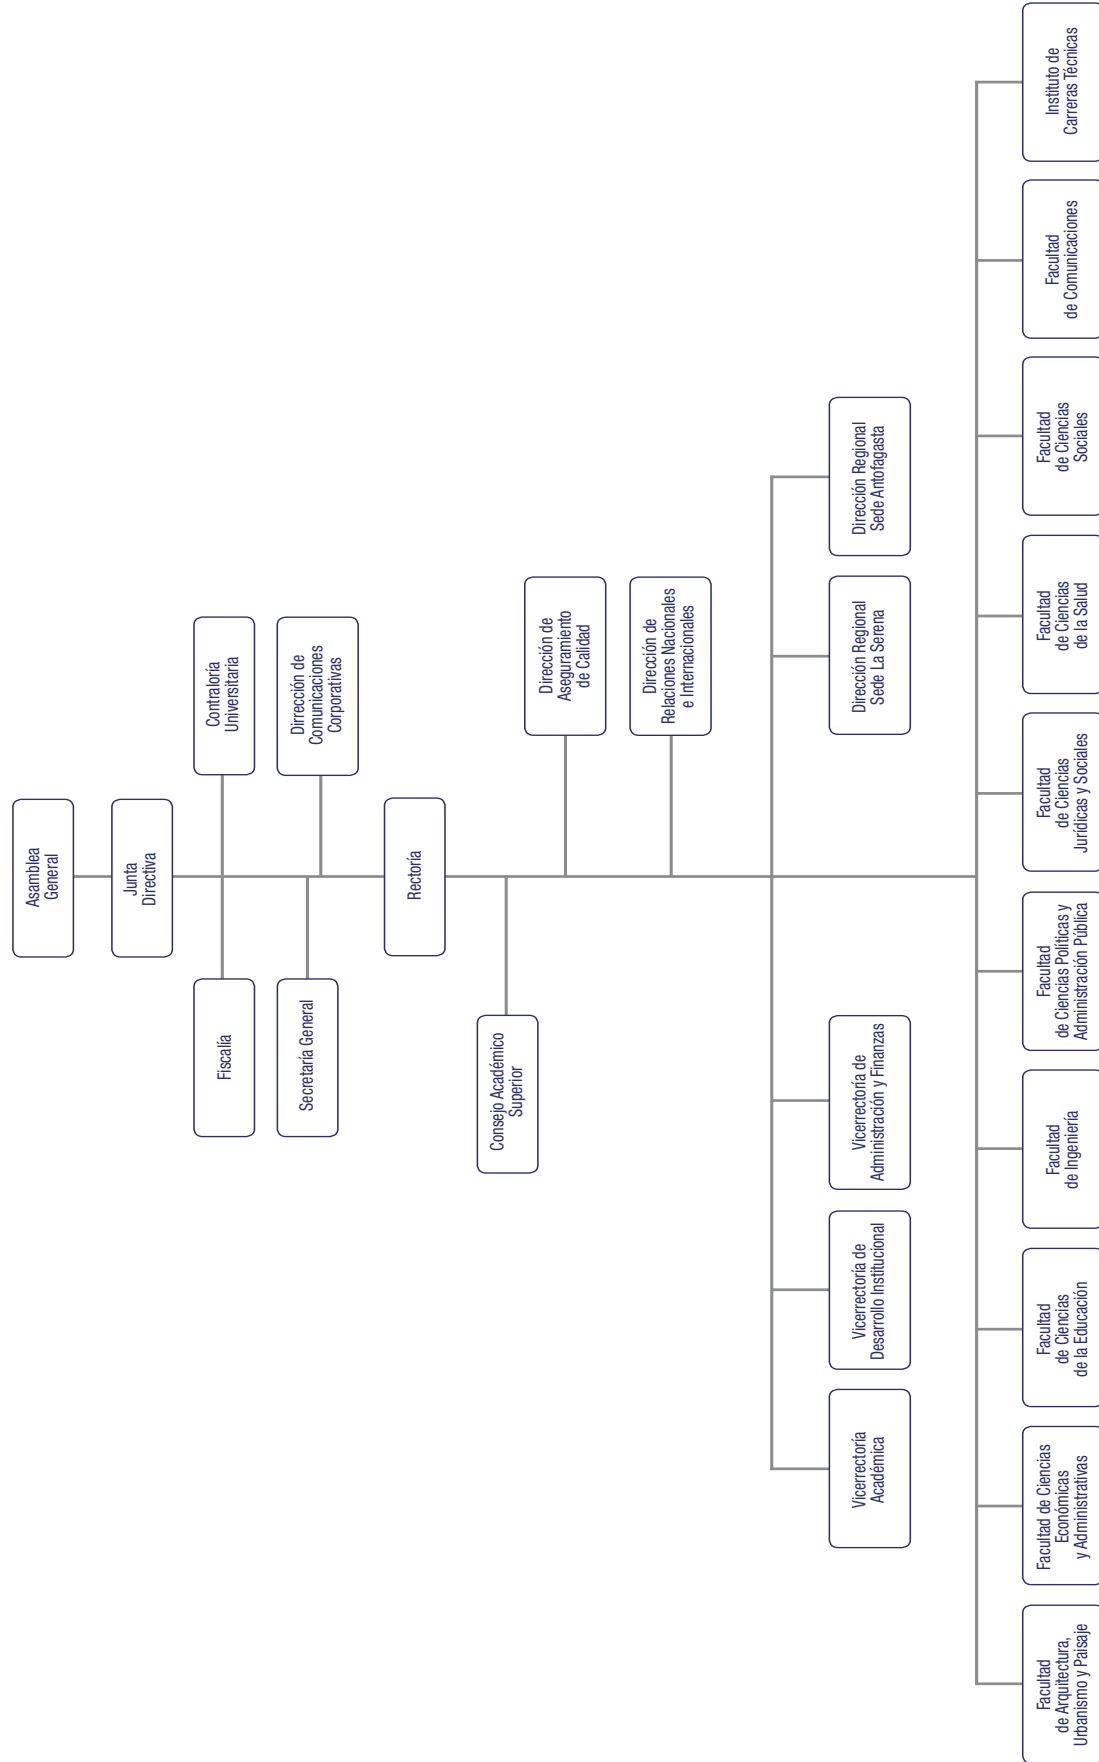 Asamblea
General
Junta
Directiva
Fiscalía
Contraloría
Universitaria
Secretaría General
Dirrección de
Comunicaciones
Corporativas
Rectoría
Consejo Académico
Superior
Dirección de
Aseguramiento
de Calidad
Dirección de
Relaciones Nacionales
e Internacionales
Vicerrectoría
Académica
Vicerrectoría de
Desarrollo Institucional
Vicerrectoría de
Administración y Finanzas
Dirección Regional
Sede La Serena
Dirección Regional
Sede Antofagasta
Facultad
de Arquitectura,
Urbanismo y Paisaje
Facultad de Ciencias
Económicas
y Administrativas
Facultad
de Ciencias
de la Educación
Facultad
de Ingeniería
Facultad
de Ciencias Políticas y
Administración Pública
Facultad
de Ciencias
Jurídicas y Sociales
Facultad
de Ciencias
de la Salud
Facultad
de Ciencias
Sociales
Facultad
de Comunicaciones
Instituto de
Carreras Técnicas